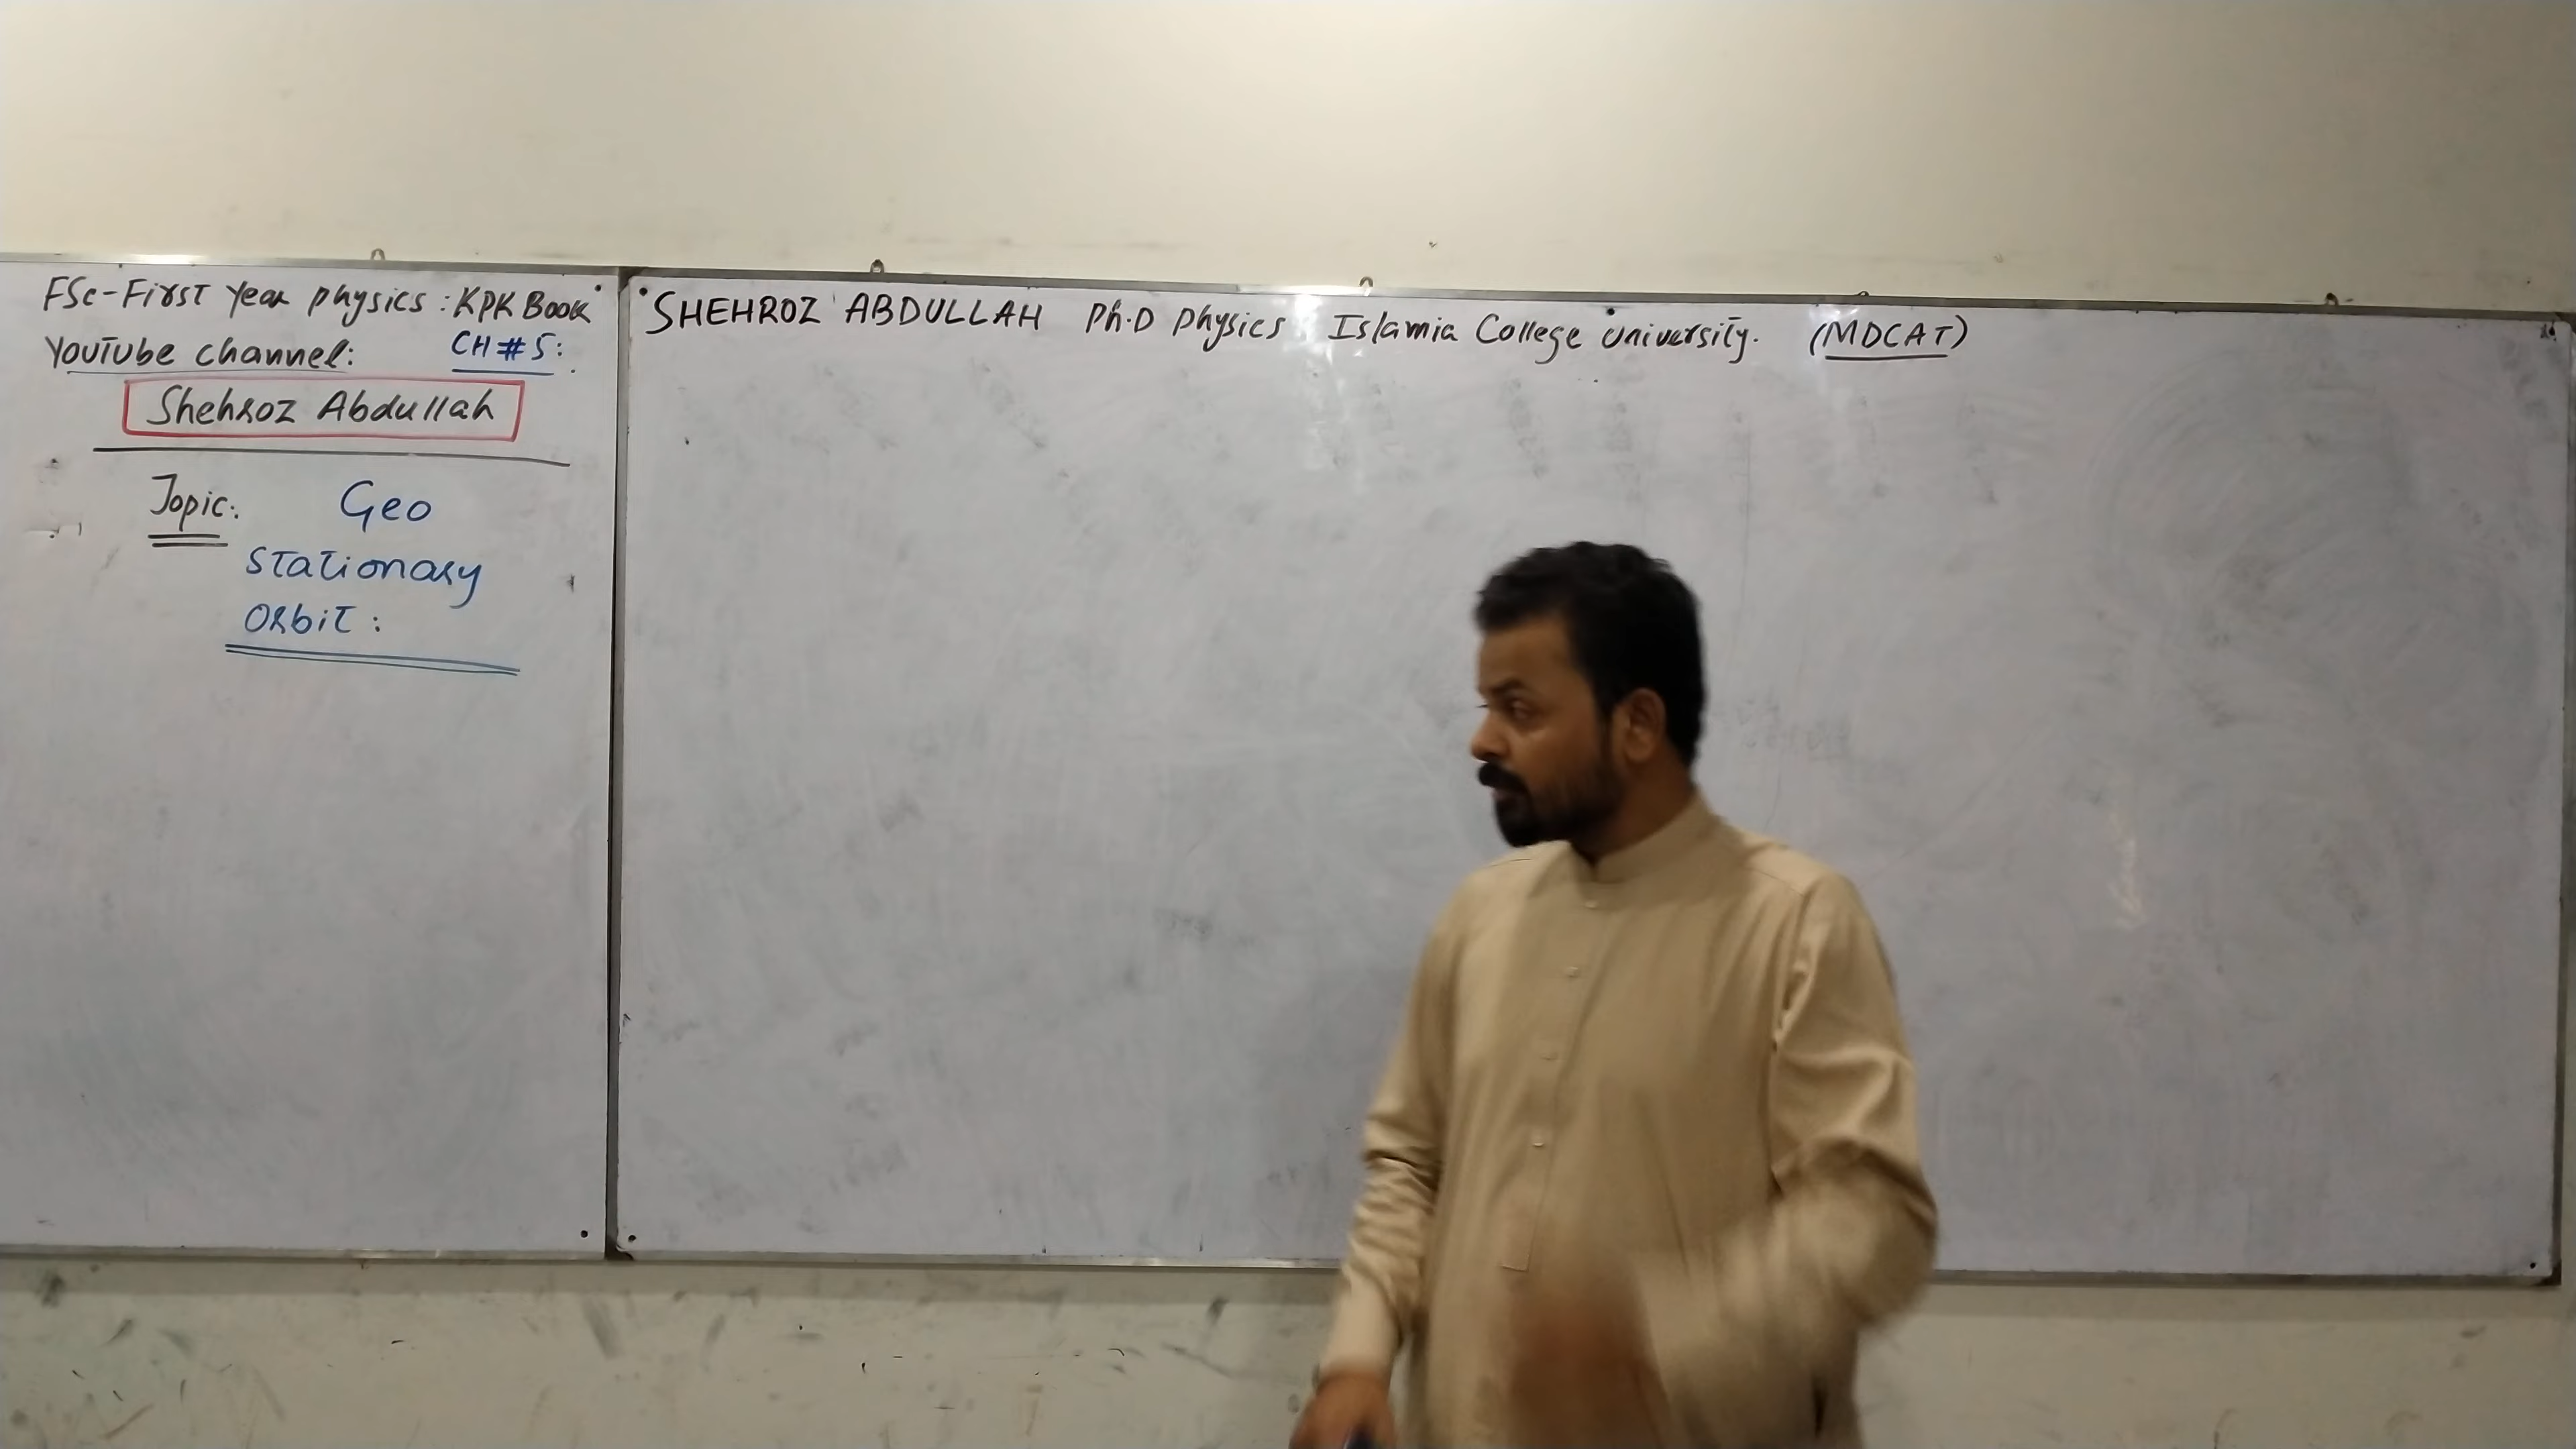 FSc-First Year Physics : KPK Book
YouTube channel: CH # 5:
Shehroz Abdullah
Topic: Geo
Stationary
Orbit :
SHEHROZ ABDULLAH Ph.D Physics Islamia College University. (MDCAT)